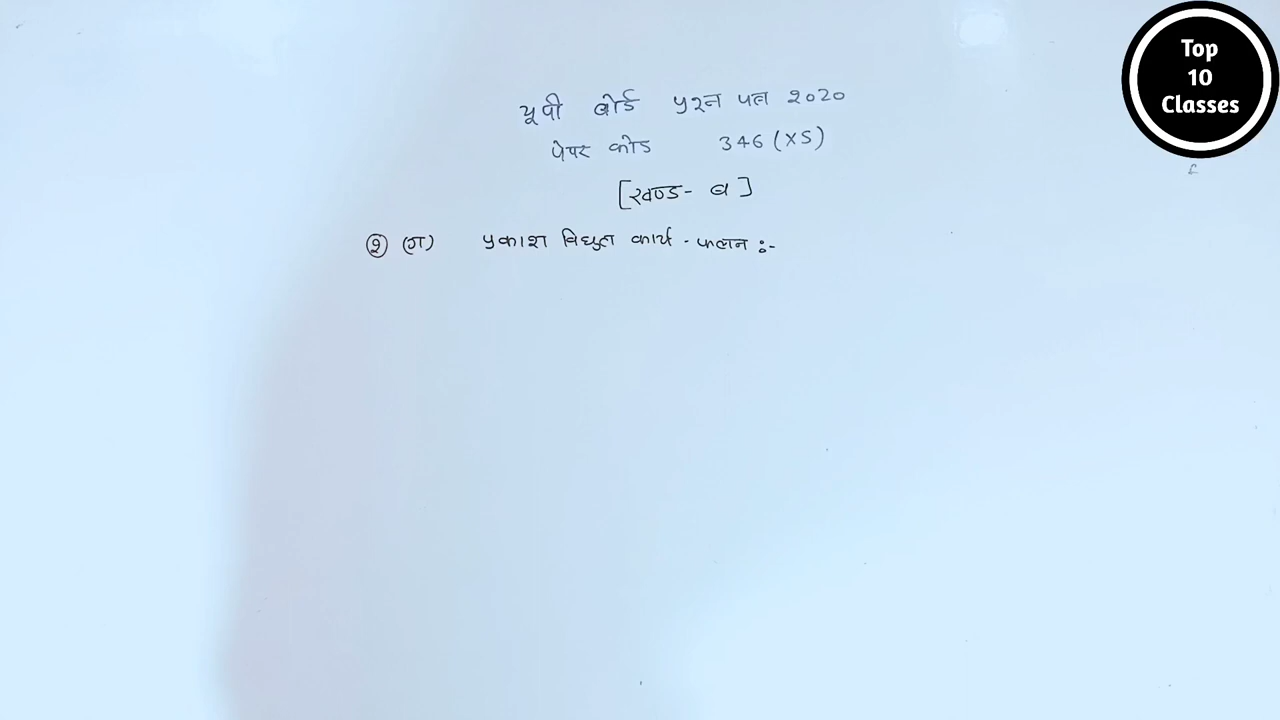 यूपी बोर्ड प्रश्न पत्र 2020
पेपर कोड 346 (XS)
[खण्ड - ब]
② (ग) प्रकाश विद्युत कार्य - फलन :-
Top
10
Classes